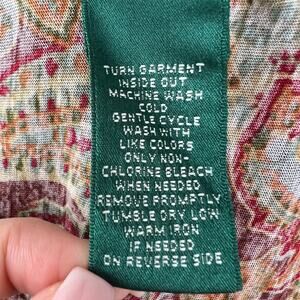 TURN GARMENT
INSIDE OUT
MACHINE WASH
COLD
GENTLE CYCLE
WASH WITH
LIKE COLORS
ONLY NON-
CHLORINE BLEACH
WHEN NEEDED
REMOVE PROMPTLY
TUMBLE DRY LOW
WARM IRON
IF NEEDED
ON REVERSE SIDE